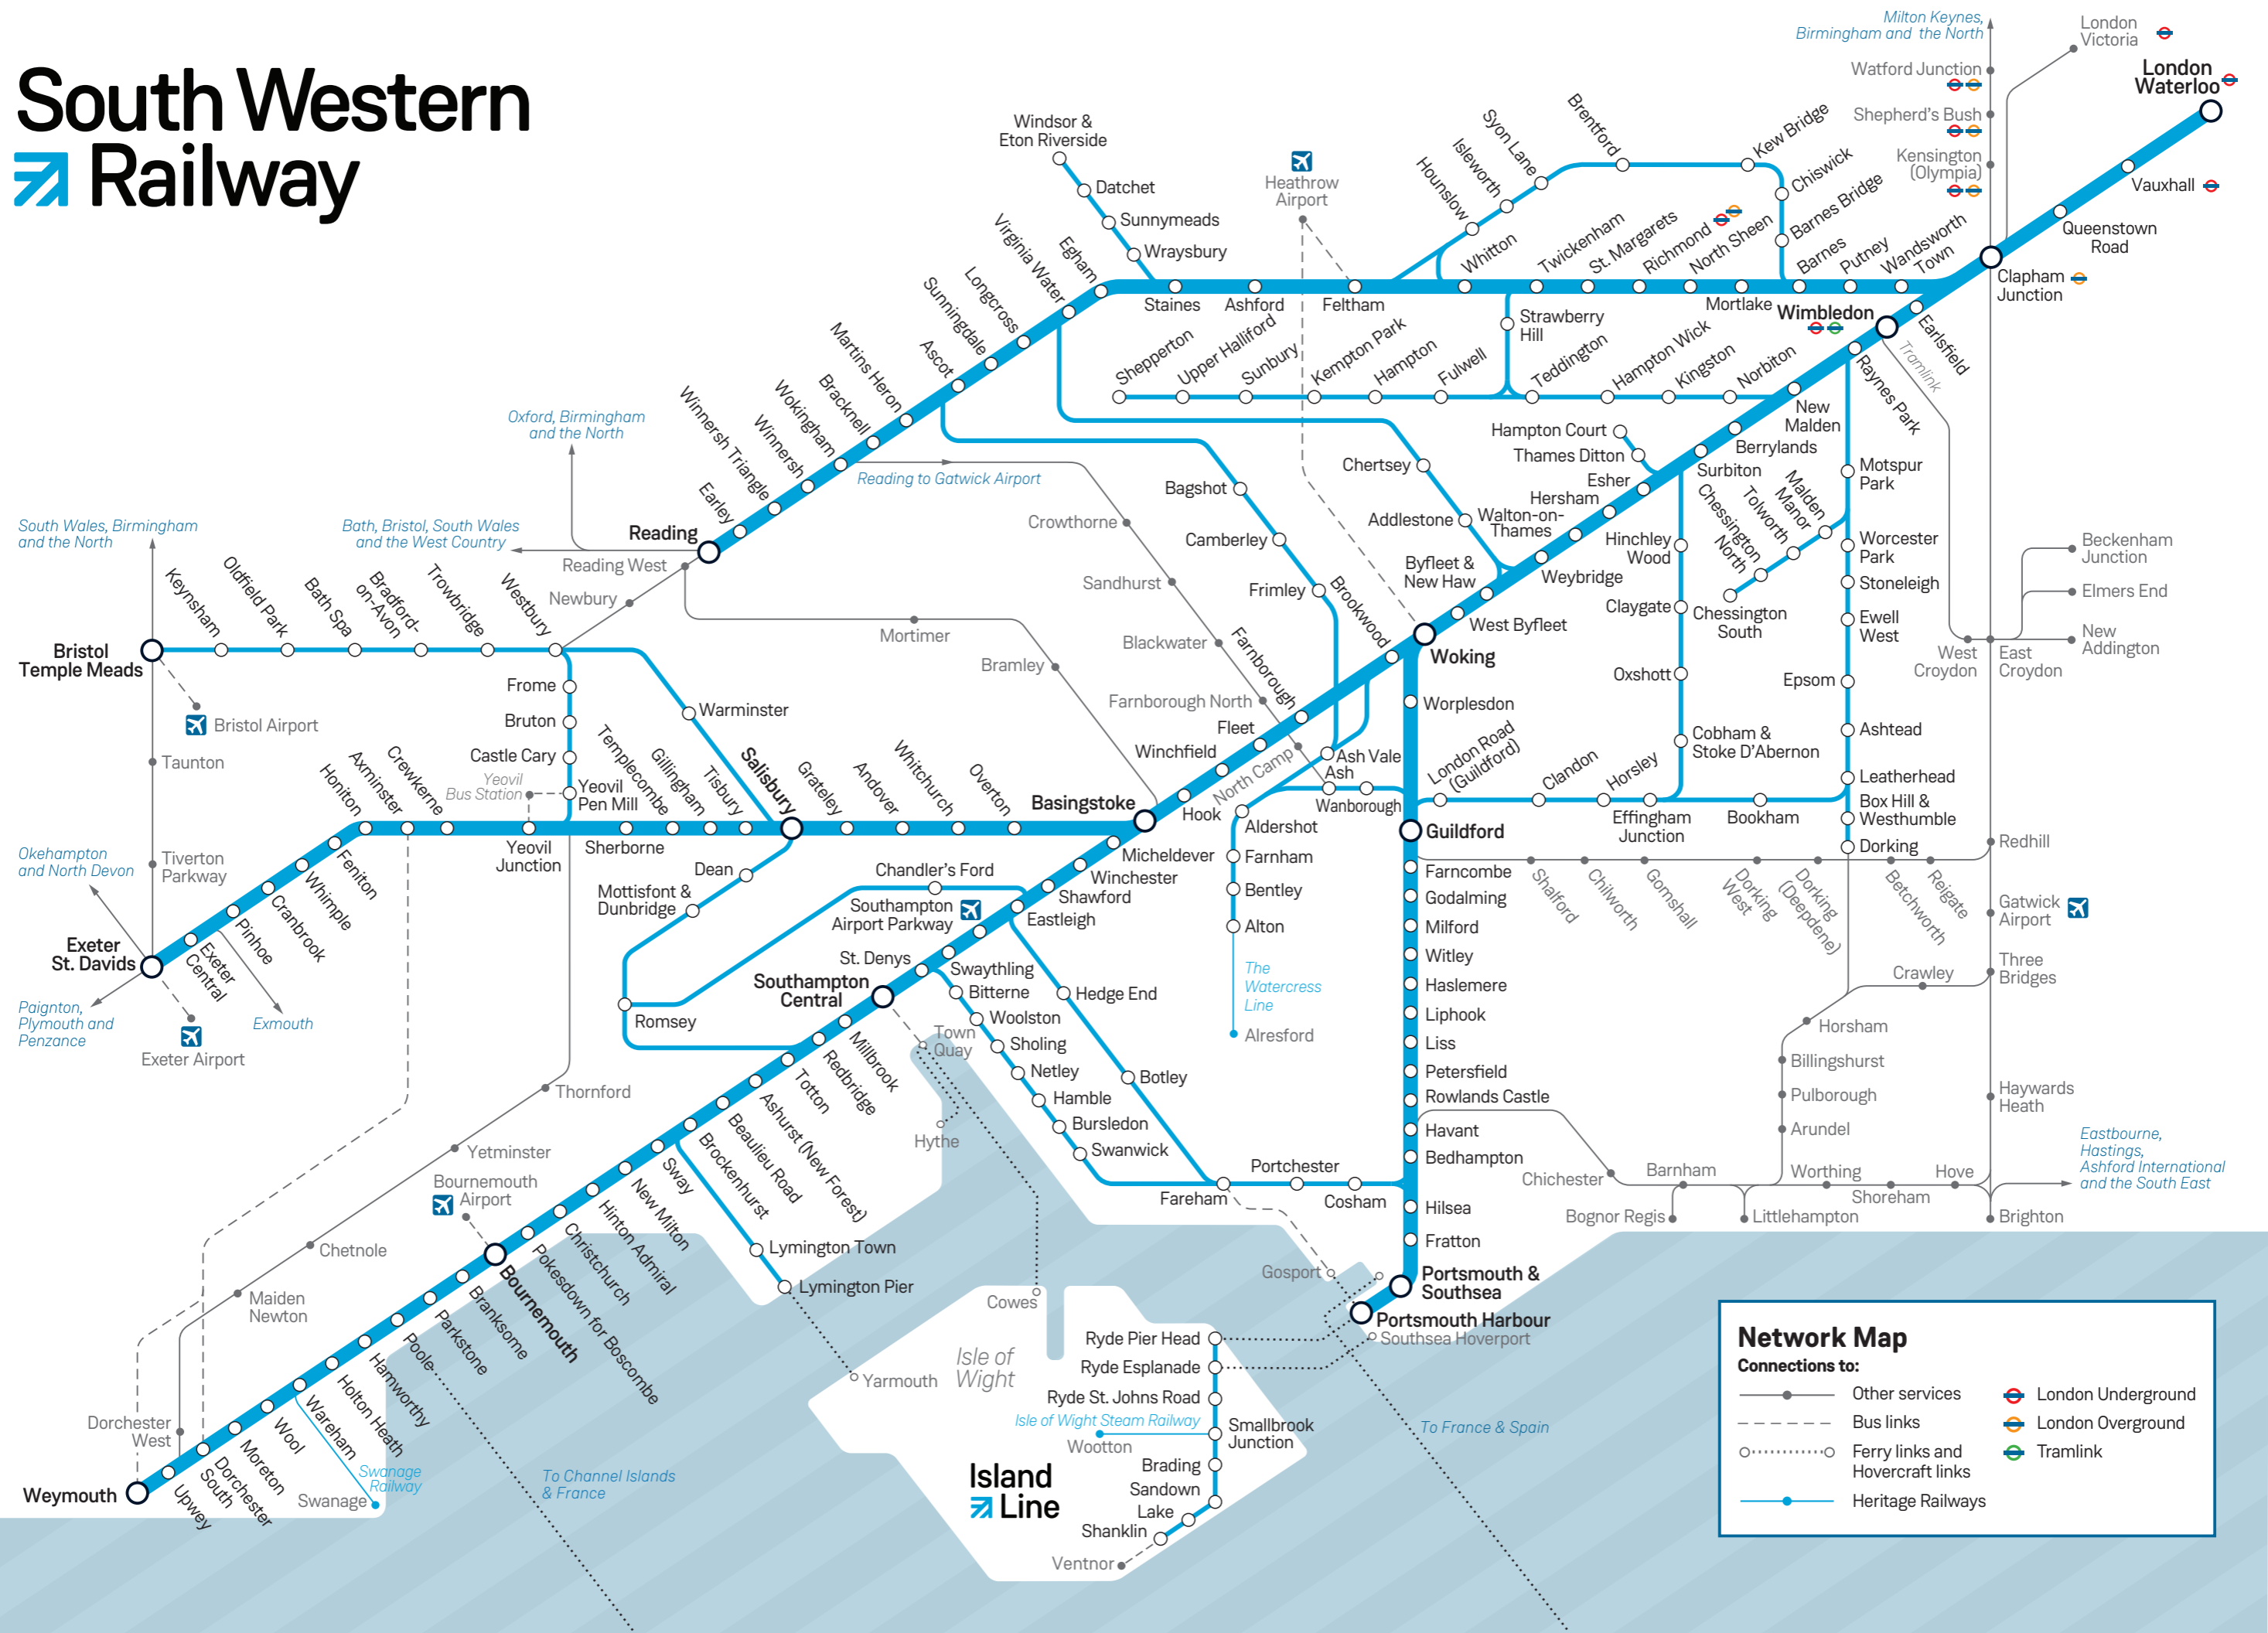 South Western
Railway
Milton Keynes,
Birmingham and the North
London
Victoria
Watford Junction
London
Waterloo
Shepherd's Bush
Kensington
(Olympia)
Vauxhall
Queenstown
Road
Clapham
Junction
Windsor &
Eton Riverside
Datchet
Sunnymeads
Wraysbury
Heathrow
Airport
Hounslow
Isleworth
Syon Lane
Brentford
Kew Bridge
Chiswick
Barnes Bridge
Virginia Water
Egham
Staines
Ashford
Feltham
Whitton
Twickenham
St. Margarets
Richmond
North Sheen
Mortlake
Barnes
Putney
Wandsworth
Town
Wimbledon
Earlsfield
Tramlink
Raynes Park
Strawberry
Hill
Shepperton
Upper Halliford
Sunbury
Kempton Park
Hampton
Fulwell
Teddington
Hampton Wick
Kingston
Norbiton
New
Malden
Berrylands
Surbiton
Hampton Court
Thames Ditton
Esher
Hersham
Walton-on-
Thames
Weybridge
Byfleet &
New Haw
West Byfleet
Woking
Longcross
Sunningdale
Ascot
Martins Heron
Bracknell
Wokingham
Winnersh
Winnersh Triangle
Earley
Reading
Reading West
Newbury
Oxford, Birmingham
and the North
Bath, Bristol, South Wales
and the West Country
Reading to Gatwick Airport
Crowthorne
Sandhurst
Blackwater
Farnborough North
North Camp
Mortimer
Bramley
Bagshot
Camberley
Frimley
Chertsey
Addlestone
Brookwood
Farnborough
Fleet
Winchfield
Hook
Basingstoke
Motspur
Park
Malden
Manor
Tolworth
Chessington
North
Chessington
South
Worcester
Park
Stoneleigh
Ewell
West
Epsom
Ashtead
Leatherhead
Box Hill &
Westhumble
Dorking
Hinchley
Wood
Claygate
Oxshott
Cobham &
Stoke D'Abernon
London Road
(Guildford)
Clandon
Horsley
Effingham
Junction
Bookham
Beckenham
Junction
Elmers End
New
Addington
West
Croydon
East
Croydon
South Wales, Birmingham
and the North
Keynsham
Oldfield Park
Bath Spa
Bradford-
on-Avon
Trowbridge
Westbury
Bristol
Temple Meads
Bristol Airport
Taunton
Tiverton
Parkway
Frome
Bruton
Castle Cary
Yeovil
Bus Station
Yeovil
Pen Mill
Warminster
Honiton
Axminster
Crewkerne
Yeovil
Junction
Sherborne
Templecombe
Gillingham
Tisbury
Salisbury
Grateley
Andover
Whitchurch
Overton
Okehampton
and North Devon
Feniton
Whimple
Cranbrook
Pinhoe
Exeter
Central
Exeter
St. Davids
Exmouth
Paignton,
Plymouth and
Penzance
Exeter Airport
Worplesdon
Ash Vale
Ash
Wanborough
Guildford
Aldershot
Farnham
Bentley
Alton
The
Watercress
Line
Alresford
Farncombe
Godalming
Milford
Witley
Haslemere
Liphook
Liss
Petersfield
Rowlands Castle
Havant
Bedhampton
Hilsea
Fratton
Portsmouth &
Southsea
Portsmouth Harbour
Southsea Hoverport
Shalford
Chilworth
Gomshall
Dorking
West
Dorking
(Deepdene)
Betchworth
Reigate
Redhill
Gatwick
Airport
Three
Bridges
Crawley
Horsham
Billingshurst
Pulborough
Arundel
Haywards
Heath
Chichester
Barnham
Bognor Regis
Littlehampton
Worthing
Shoreham
Hove
Brighton
Eastbourne,
Hastings,
Ashford International
and the South East
Micheldever
Winchester
Shawford
Eastleigh
Chandler's Ford
Southampton
Airport Parkway
Swaythling
St. Denys
Southampton
Central
Dean
Mottisfont &
Dunbridge
Romsey
Bitterne
Woolston
Sholing
Netley
Hamble
Bursledon
Swanwick
Hedge End
Botley
Fareham
Portchester
Cosham
Gosport
Town
Quay
Hythe
Millbrook
Redbridge
Totton
Ashurst (New Forest)
Beaulieu Road
Brockenhurst
Sway
New Milton
Hinton Admiral
Christchurch
Pokesdown for Boscombe
Bournemouth
Bournemouth
Airport
Branksome
Parkstone
Poole
Hamworthy
Holton Heath
Wareham
Wool
Moreton
Dorchester
South
Upwey
Weymouth
Swanage
Railway
Swanage
Thornford
Yetminster
Chetnole
Maiden
Newton
Dorchester
West
Lymington Town
Lymington Pier
Yarmouth
Cowes
Isle of
Wight
Ryde Pier Head
Ryde Esplanade
Ryde St. Johns Road
Isle of Wight Steam Railway
Wootton
Smallbrook
Junction
Brading
Sandown
Lake
Shanklin
Ventnor
Island
Line
To Channel Islands
& France
To France & Spain
Network Map
Connections to:
Other services
Bus links
Ferry links and
Hovercraft links
Heritage Railways
London Underground
London Overground
Tramlink